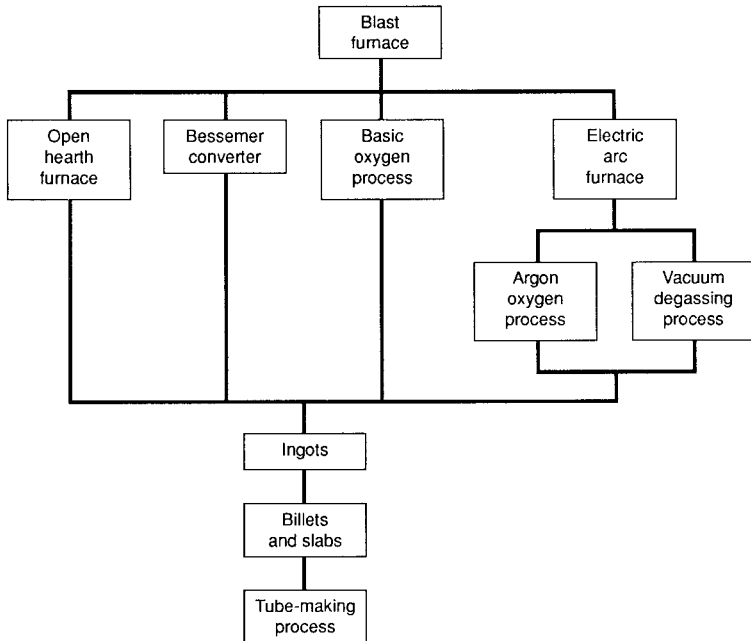 Blast
furnace
Open
hearth
furnace
Bessemer
converter
Basic
oxygen
process
Electric
arc
furnace
Argon
oxygen
process
Vacuum
degassing
process
Ingots
Billets
and slabs
Tube-making
process